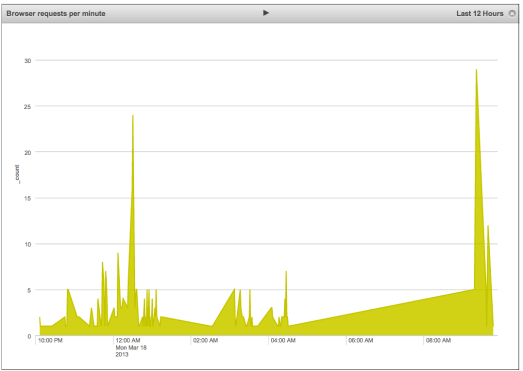 Browser requests per minute
Last 12 Hours
30
25
20
15
10
5
0
_count
10:00 PM
12:00 AM
Mon Mar 18
2013
02:00 AM
04:00 AM
06:00 AM
08:00 AM